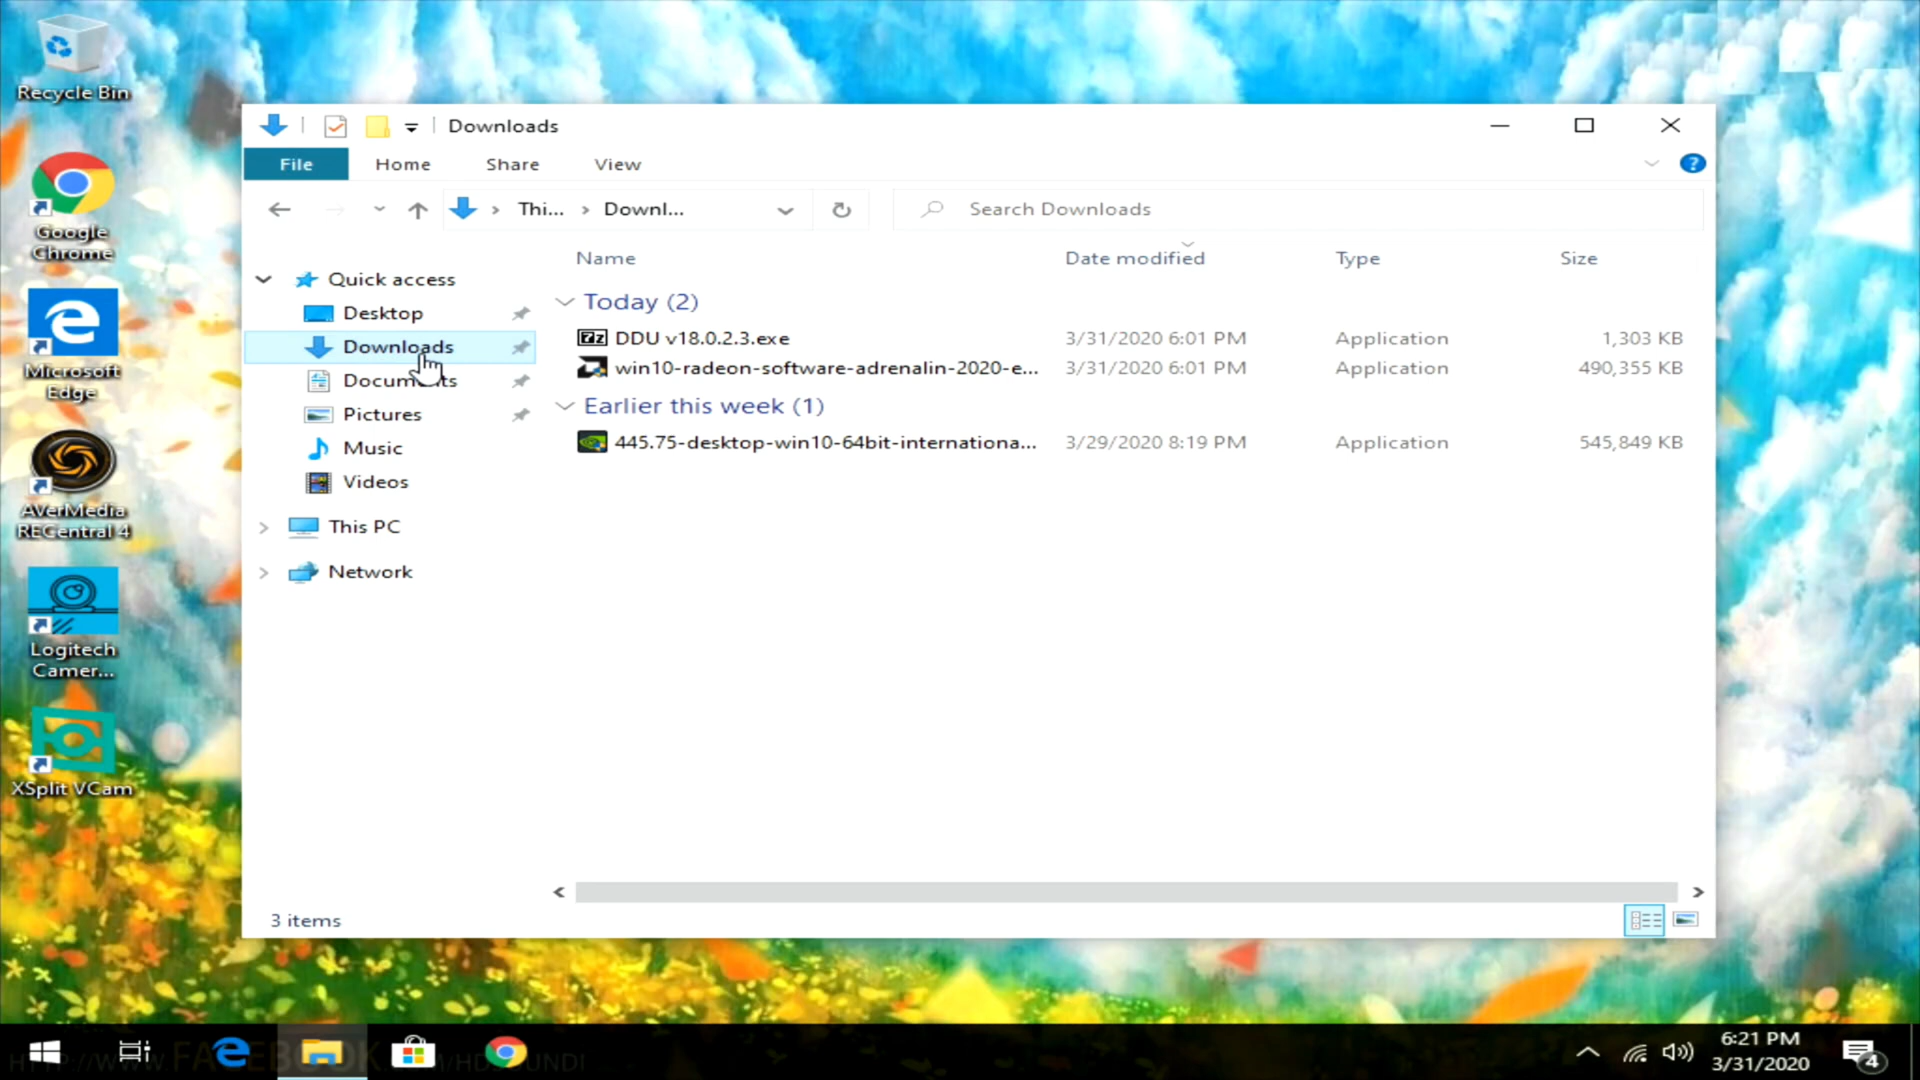 Recycle Bin
Google
Chrome
Microsoft
Edge
AVerMedia
RECentral 4
Logitech
Camer...
XSplit VCam
Downloads
File Home Share View
Thi... Downl... Search Downloads
Name Date modified Type Size
Quick access
Desktop
Downloads
Documents
Pictures
Music
Videos
This PC
Network
Today (2)
DDU v18.0.2.3.exe 3/31/2020 6:01 PM Application 1,303 KB
win10-radeon-software-adrenalin-2020-e... 3/31/2020 6:01 PM Application 490,355 KB
Earlier this week (1)
445.75-desktop-win10-64bit-internationa... 3/29/2020 8:19 PM Application 545,849 KB
3 items
6:21 PM
3/31/2020
4